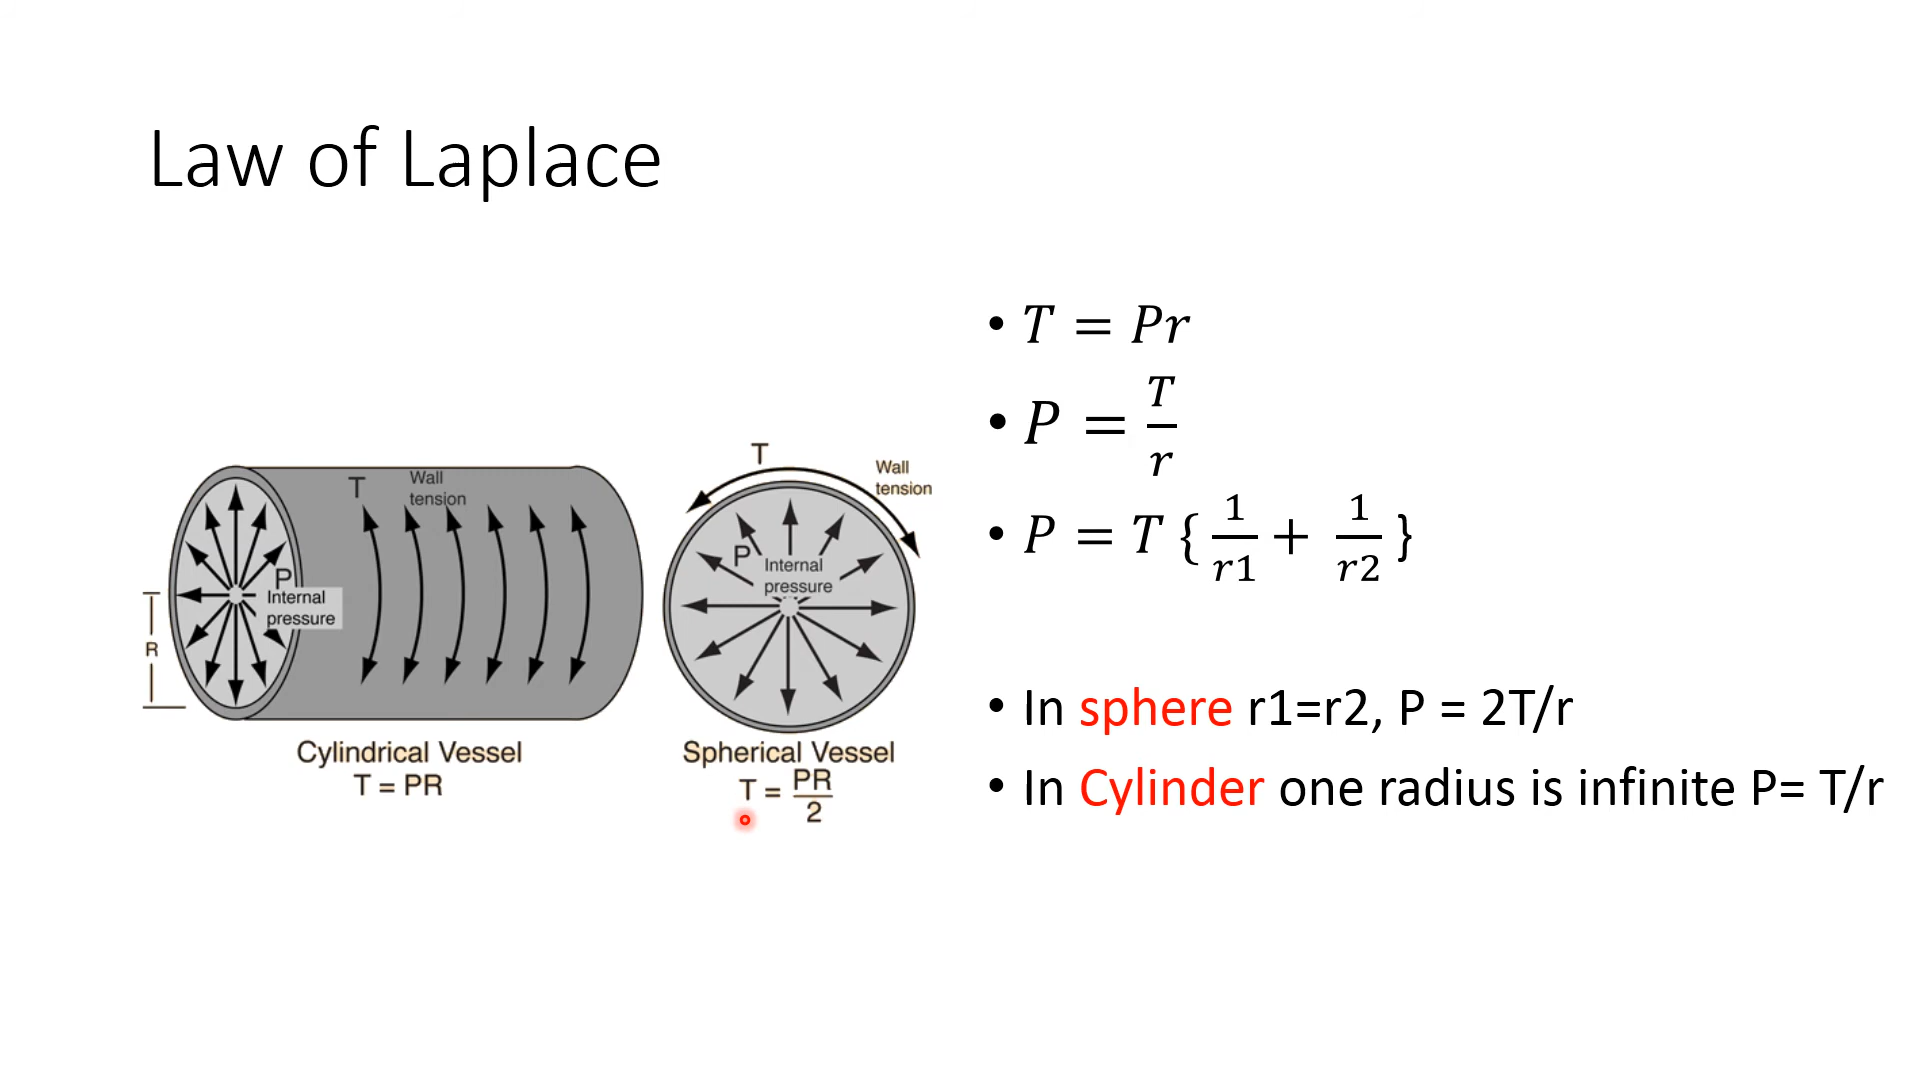 Law of Laplace
T
Wall
tension
P
Internal
pressure
R
Cylindrical Vessel
T = PR
T
Wall
tension
P
Internal
pressure
Spherical Vessel
T = PR/2
• T = Pr
• P = T/r
• P = T { 1/r1 + 1/r2 }
• In sphere r1=r2, P = 2T/r
• In Cylinder one radius is infinite P= T/r